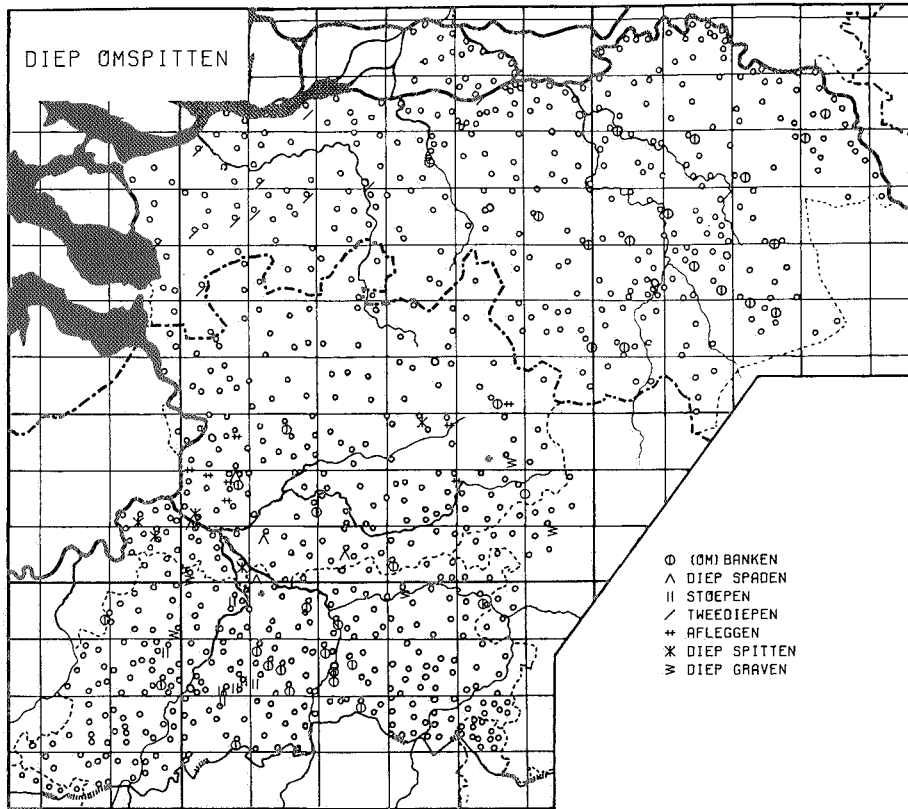 DIEP ØMSPITTEN
(ØM) BANKEN
DIEP SPADEN
STØEPEN
TWEEDIEPEN
AFLEGGEN
DIEP SPITTEN
DIEP GRAVEN